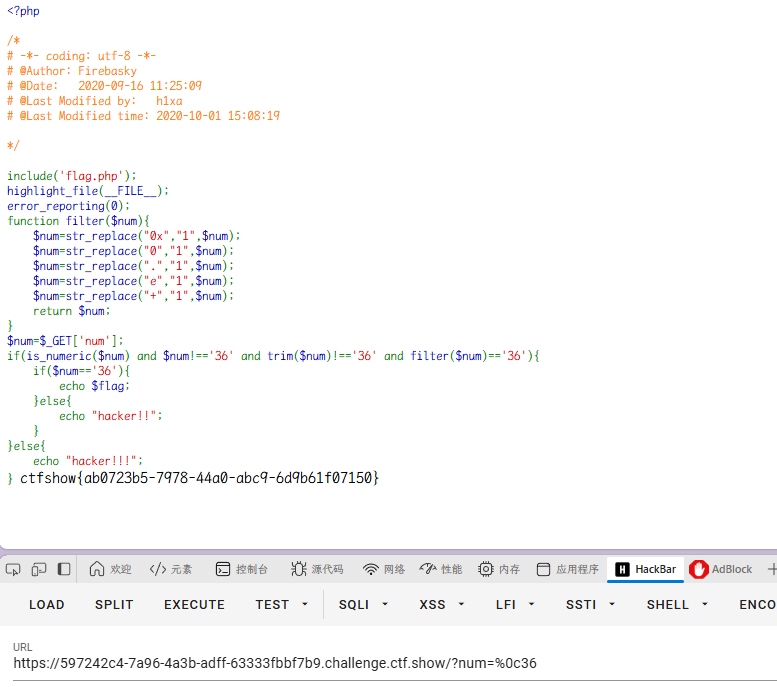 <?php
/*
# -*- coding: utf-8 -*-
# @Author: Firebasky
# @Date:   2020-09-16 11:25:09
# @Last Modified by:   h1xa
# @Last Modified time: 2020-10-01 15:08:19
*/
include('flag.php');
highlight_file(__FILE__);
error_reporting(0);
function filter($num){
    $num=str_replace("0x","1",$num);
    $num=str_replace("0","1",$num);
    $num=str_replace(".","1",$num);
    $num=str_replace("e","1",$num);
    $num=str_replace("+","1",$num);
    return $num;
}
$num=$_GET['num'];
if(is_numeric($num) and $num!=='36' and trim($num)!=='36' and filter($num)=='36'){
    if($num=='36'){
        echo $flag;
    }else{
        echo "hacker!!";
    }
}else{
    echo "hacker!!!";
} ctfshow{ab0723b5-7978-44a0-abc9-6d9b61f07150}
欢迎 </> 元素 控制台 源代码 网络 性能 内存 应用程序 H HackBar AdBlock
LOAD SPLIT EXECUTE TEST SQLI XSS LFI SSTI SHELL ENCO
URL
https://597242c4-7a96-4a3b-adff-63333fbbf7b9.challenge.ctf.show/?num=%0c36